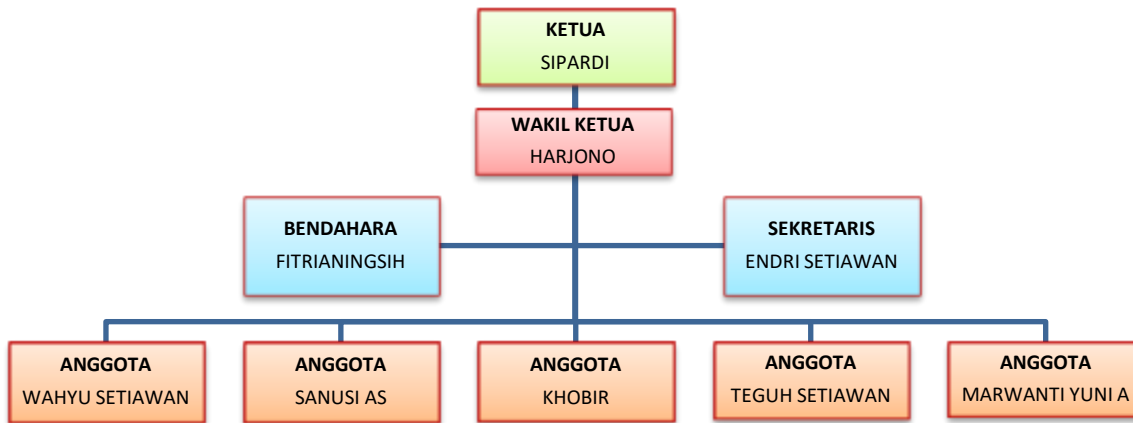 KETUA
SIPARDI
WAKIL KETUA
HARJONO
BENDAHARA
FITRIANINGSIH
SEKRETARIS
ENDRI SETIAWAN
ANGGOTA
WAHYU SETIAWAN
ANGGOTA
SANUSI AS
ANGGOTA
KHOBIR
ANGGOTA
TEGUH SETIAWAN
ANGGOTA
MARWANTI YUNI A